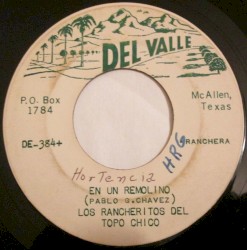 DEL VALLE
P.O. Box
1784
McAllen,
Texas
DE-384+
RANCHERA
Hortencia
HRG
EN UN REMOLINO
(PABLO G. CHAVEZ)
LOS RANCHERITOS DEL
TOPO CHICO